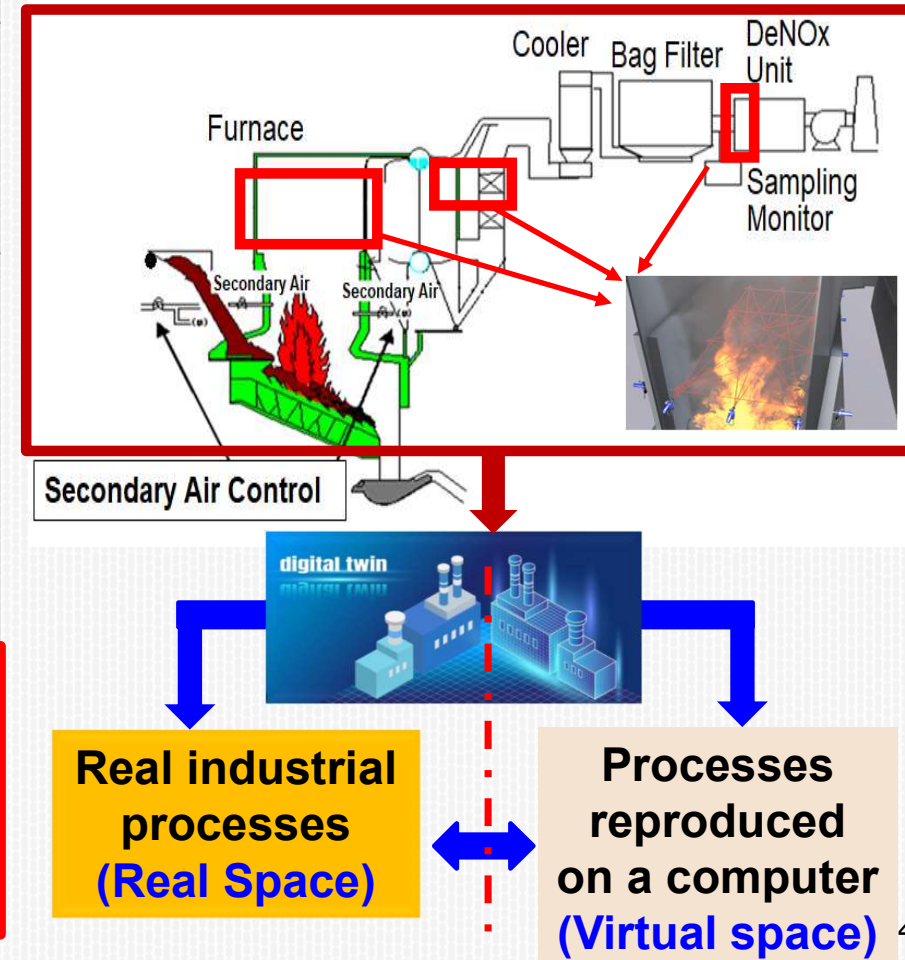 Cooler
Bag Filter
DeNOx
Unit
Furnace
Sampling
Monitor
Secondary Air
Secondary Air
Secondary Air Control
digital twin
Real industrial
processes
(Real Space)
Processes
reproduced
on a computer
(Virtual space)